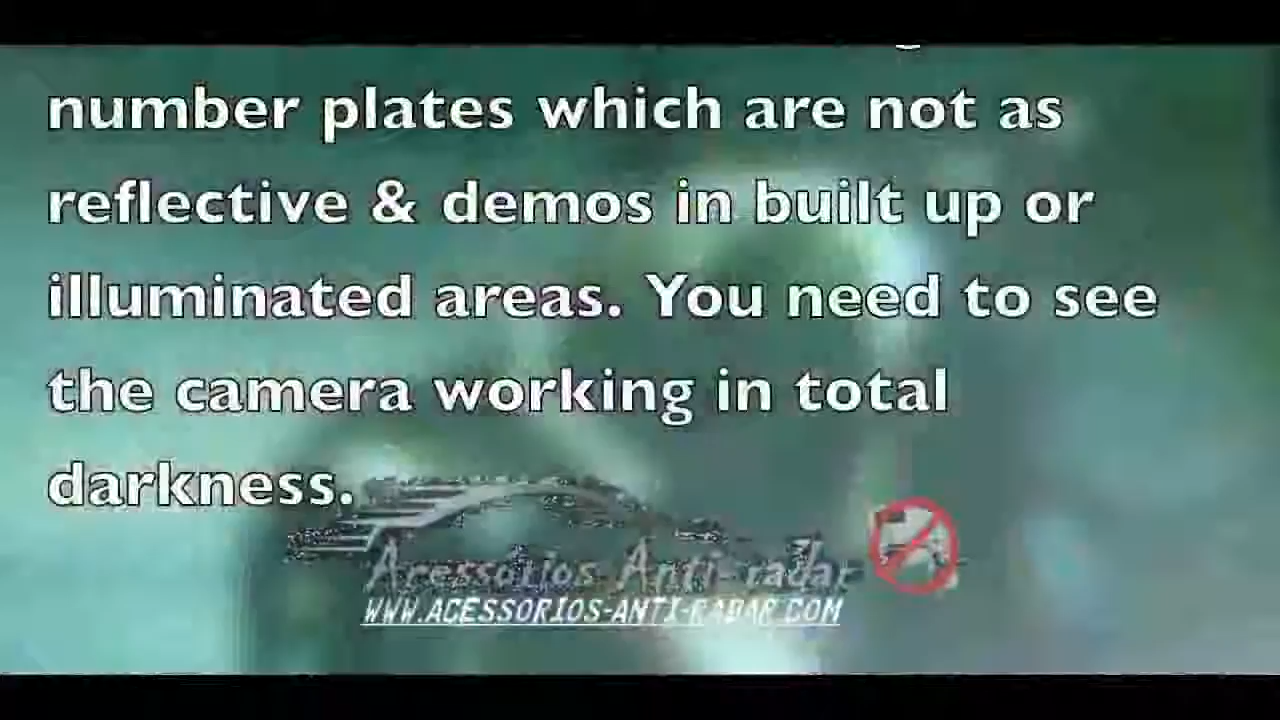 number plates which are not as
reflective & demos in built up or
illuminated areas. You need to see
the camera working in total
darkness.
Acessórios Anti-radar
WWW.ACESSORIOS-ANTI-RADAR.COM